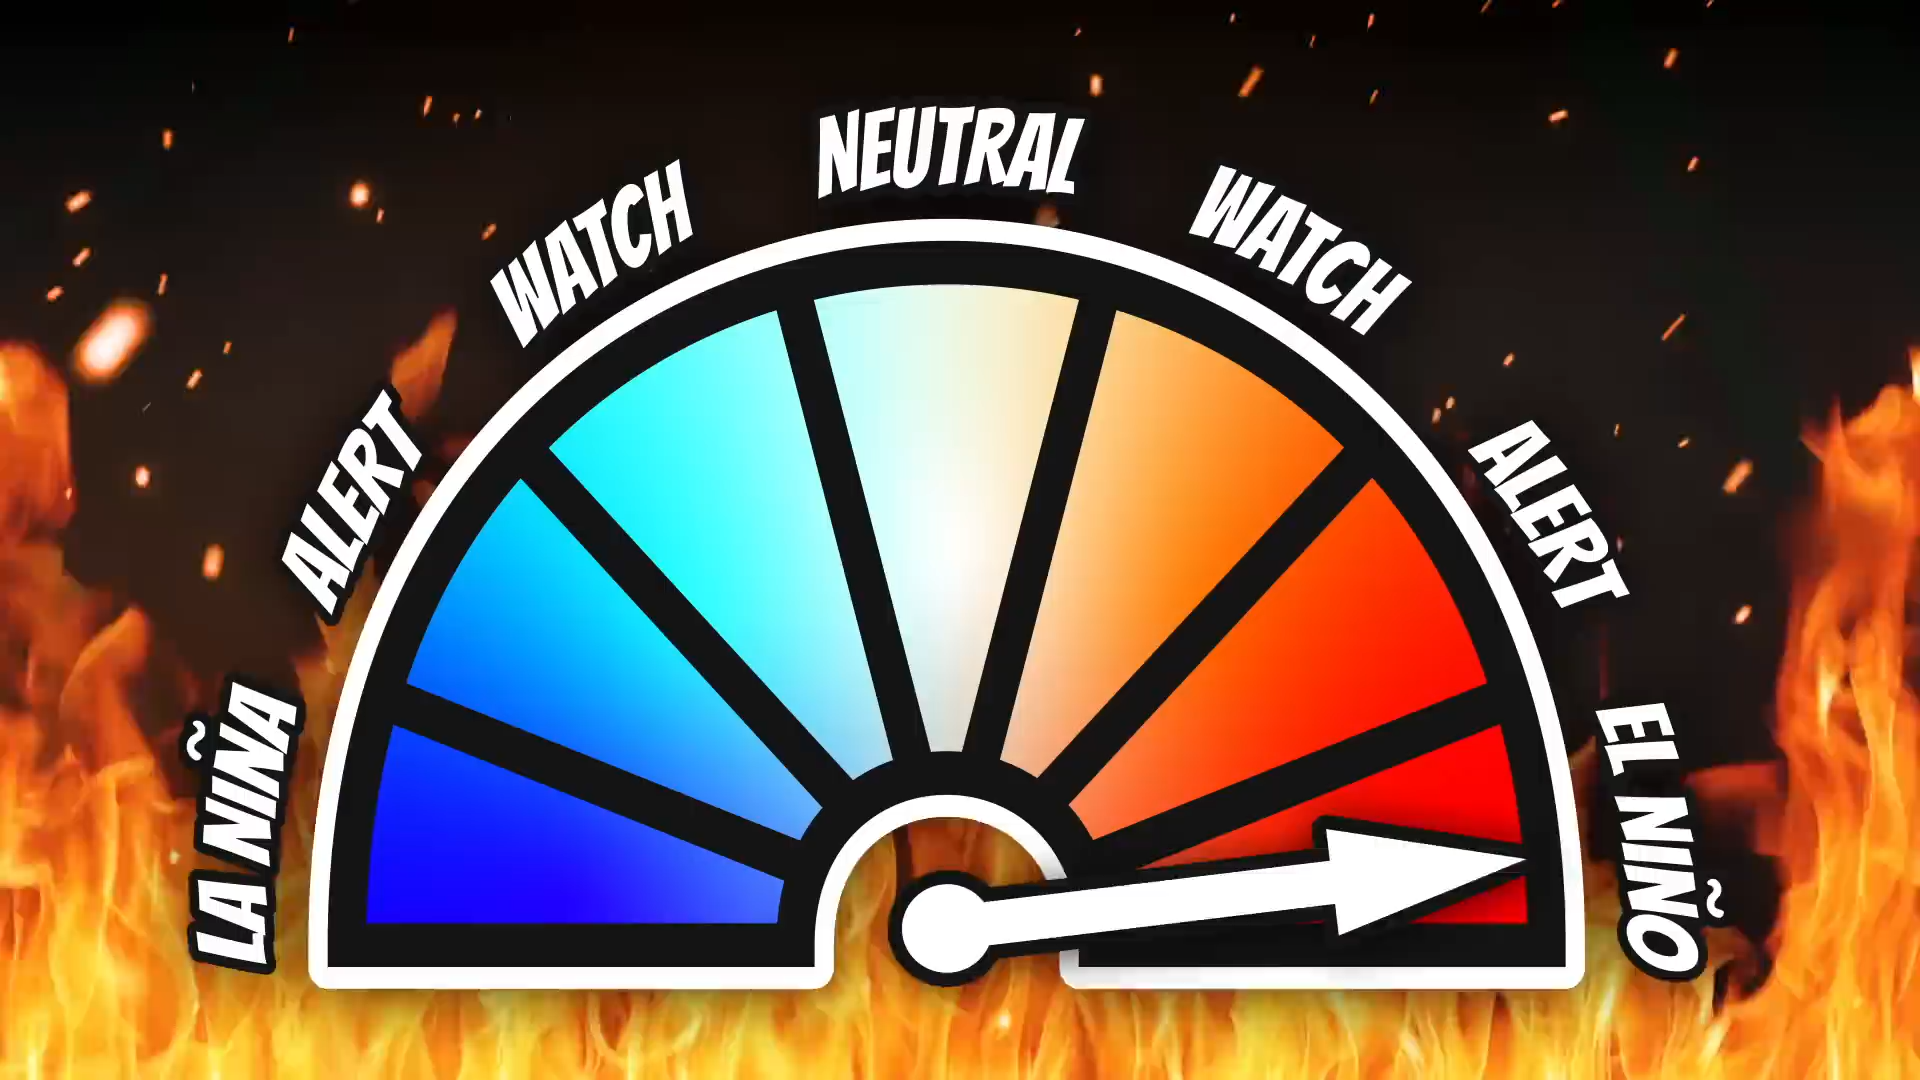 LA NIÑA
ALERT
WATCH
NEUTRAL
WATCH
ALERT
EL NIÑO